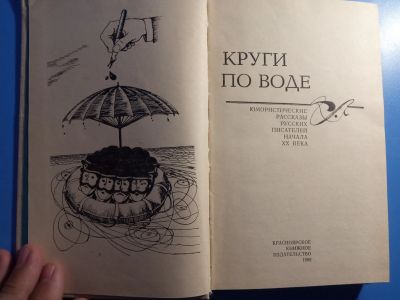 КРУГИ
ПО ВОДЕ
ЮМОРИСТИЧЕСКИЕ
РАССКАЗЫ
РУССКИХ
ПИСАТЕЛЕЙ
НАЧАЛА
XX ВЕКА
КРАСНОЯРСКОЕ
КНИЖНОЕ
ИЗДАТЕЛЬСТВО